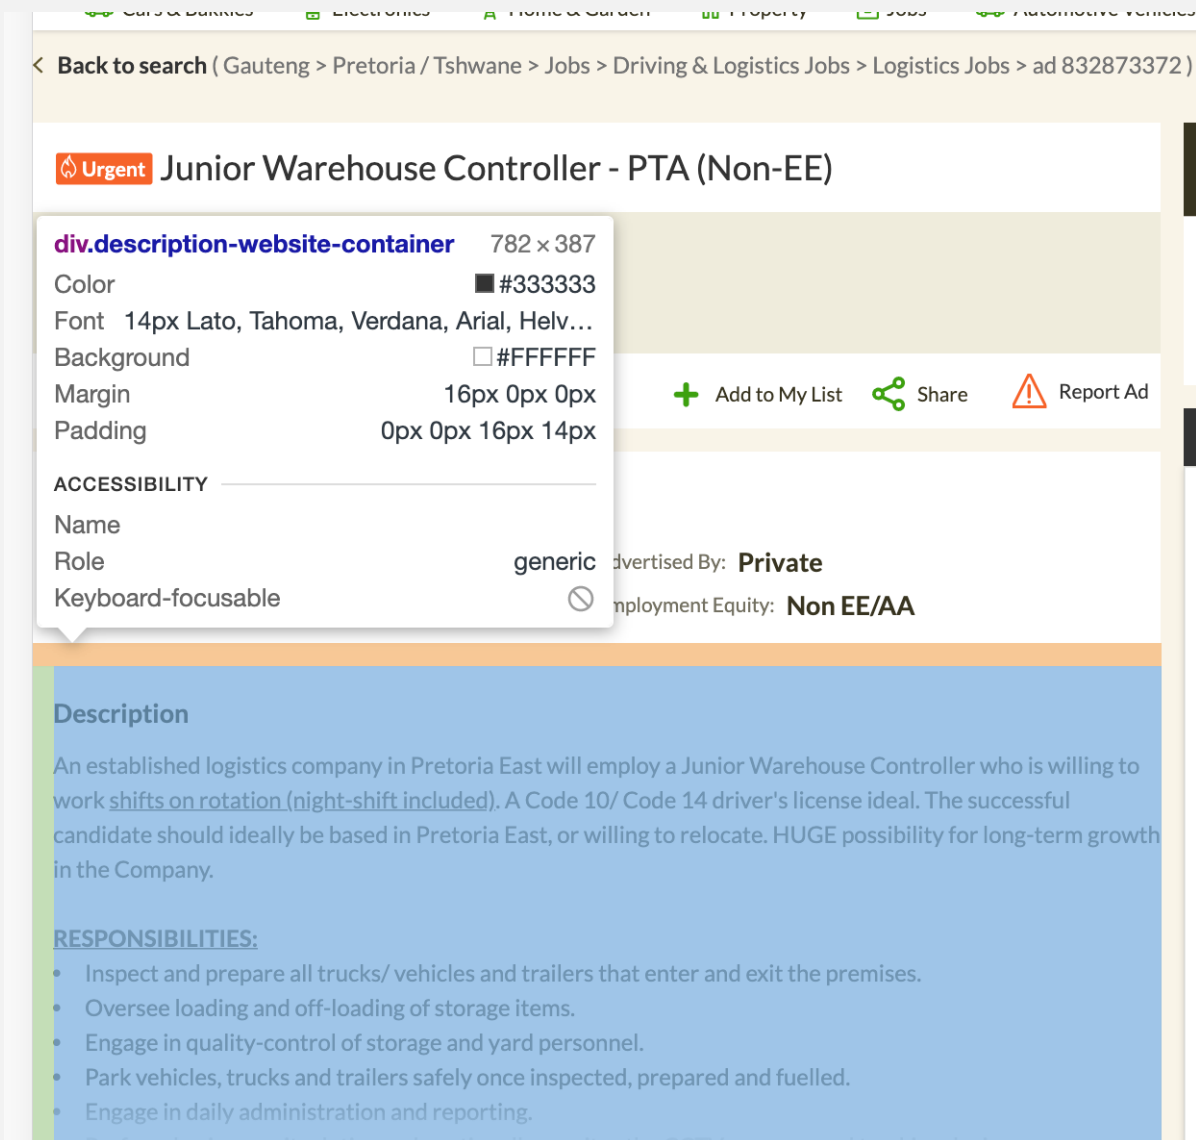 Cars & Bakkies Electronics Home & Garden Property Jobs Automotive Vehicles
Back to search ( Gauteng > Pretoria / Tshwane > Jobs > Driving & Logistics Jobs > Logistics Jobs > ad 832873372 )
Urgent Junior Warehouse Controller - PTA (Non-EE)
div.description-website-container 782 × 387
Color #333333
Font 14px Lato, Tahoma, Verdana, Arial, Helv…
Background #FFFFFF
Margin 16px 0px 0px
Padding 0px 0px 16px 14px
ACCESSIBILITY
Name
Role generic
Keyboard-focusable
Add to My List Share Report Ad
dvertised By: Private
mployment Equity: Non EE/AA
Description
An established logistics company in Pretoria East will employ a Junior Warehouse Controller who is willing to
work shifts on rotation (night-shift included). A Code 10/ Code 14 driver's license ideal. The successful
candidate should ideally be based in Pretoria East, or willing to relocate. HUGE possibility for long-term growth
in the Company.
RESPONSIBILITIES:
• Inspect and prepare all trucks/ vehicles and trailers that enter and exit the premises.
• Oversee loading and off-loading of storage items.
• Engage in quality-control of storage and yard personnel.
• Park vehicles, trucks and trailers safely once inspected, prepared and fuelled.
• Engage in daily administration and reporting.